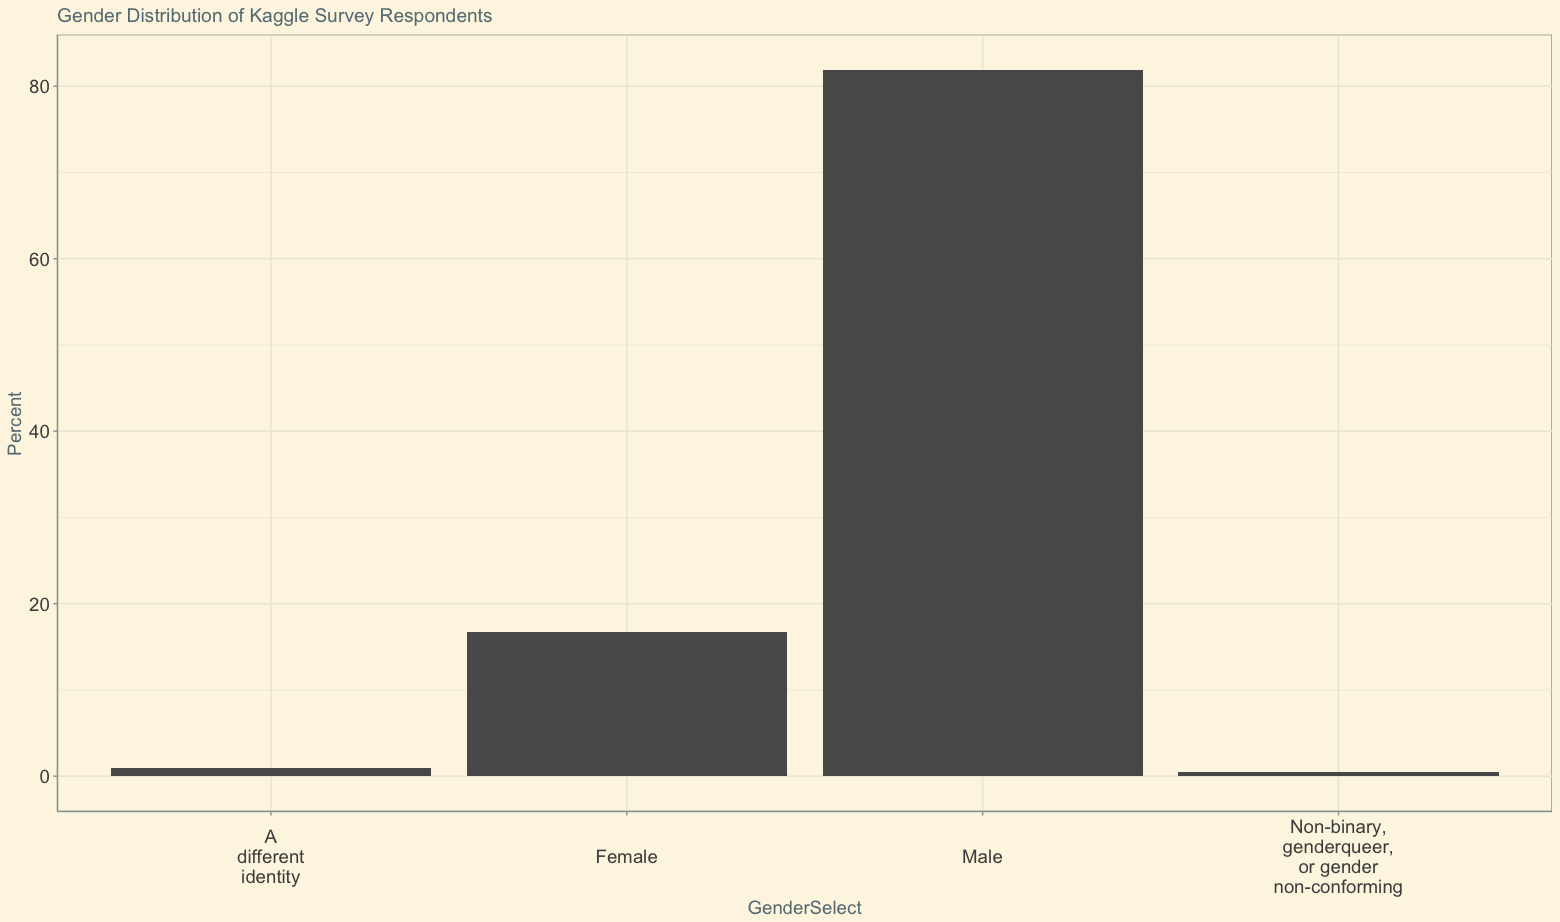 Gender Distribution of Kaggle Survey Respondents
80
60
40
20
0
Percent
A
different
identity
Female
Male
Non-binary,
genderqueer,
or gender
non-conforming
GenderSelect